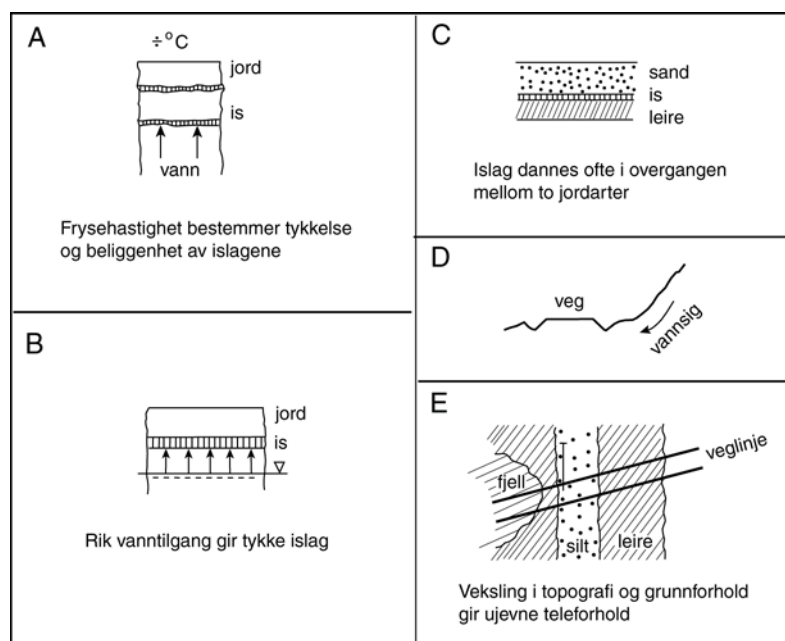 A
÷°C
jord
is
vann
Frysehastighet bestemmer tykkelse
og beliggenhet av islagene
B
jord
is
Rik vanntilgang gir tykke islag
C
sand
is
leire
Islag dannes ofte i overgangen
mellom to jordarter
D
veg
vannsig
E
veglinje
fjell
silt
leire
Veksling i topografi og grunnforhold
gir ujevne teleforhold